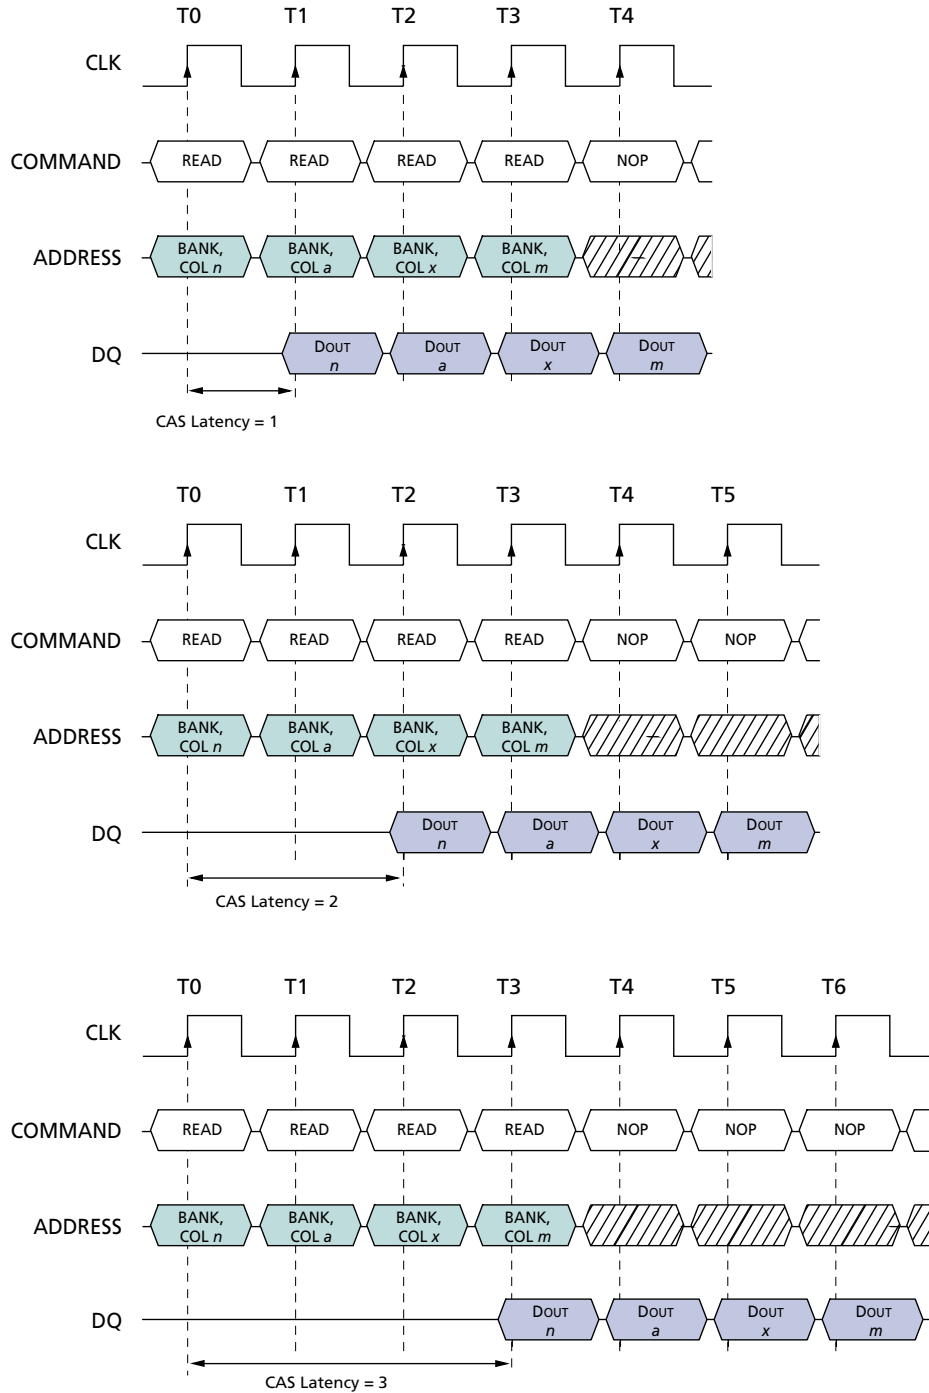 T0 T1 T2 T3 T4
CLK
COMMAND READ READ READ READ NOP
ADDRESS BANK, COL n BANK, COL a BANK, COL x BANK, COL m
DQ DOUT n DOUT a DOUT x DOUT m
CAS Latency = 1
T0 T1 T2 T3 T4 T5
CLK
COMMAND READ READ READ READ NOP NOP
ADDRESS BANK, COL n BANK, COL a BANK, COL x BANK, COL m
DQ DOUT n DOUT a DOUT x DOUT m
CAS Latency = 2
T0 T1 T2 T3 T4 T5 T6
CLK
COMMAND READ READ READ READ NOP NOP NOP
ADDRESS BANK, COL n BANK, COL a BANK, COL x BANK, COL m
DQ DOUT n DOUT a DOUT x DOUT m
CAS Latency = 3